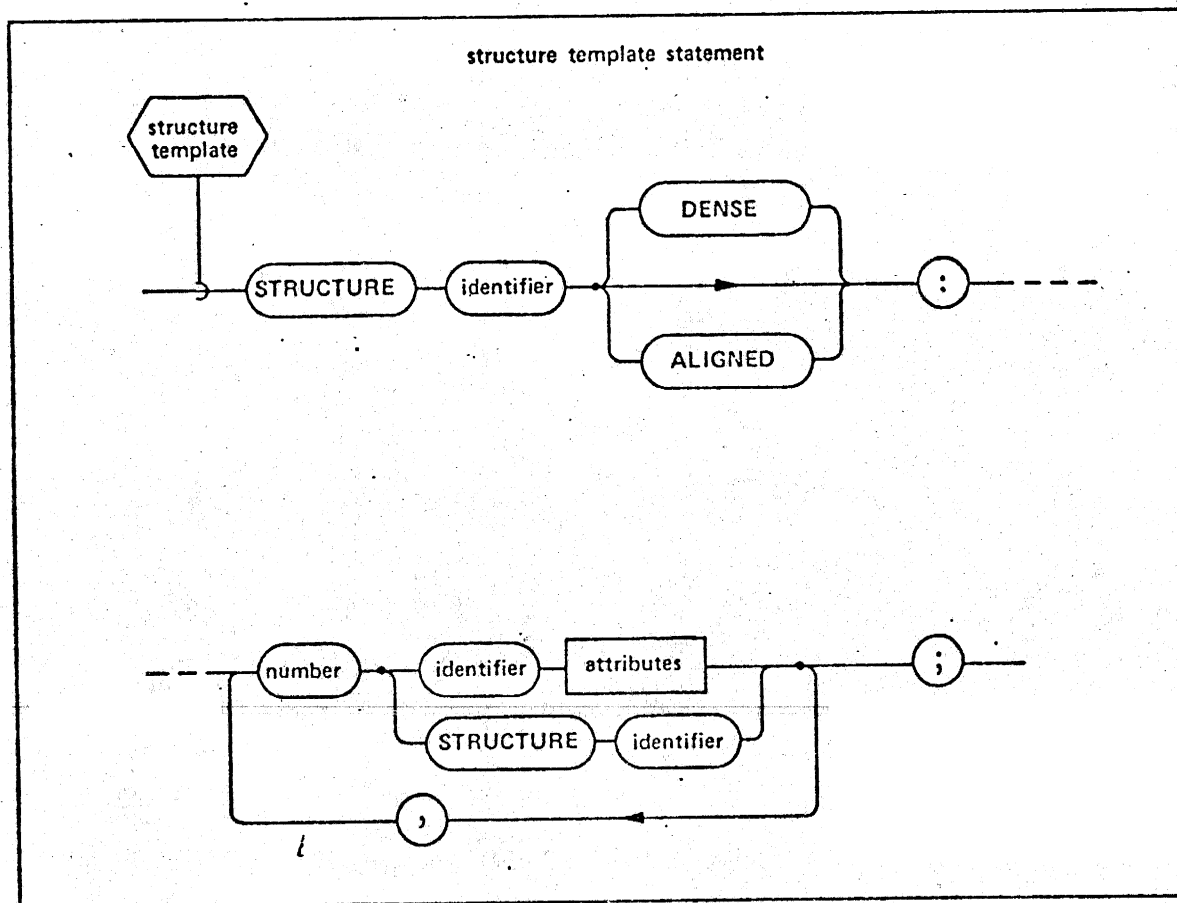 structure template statement
structure
template
DENSE
STRUCTURE identifier :
ALIGNED
number identifier attributes ;
STRUCTURE identifier
,